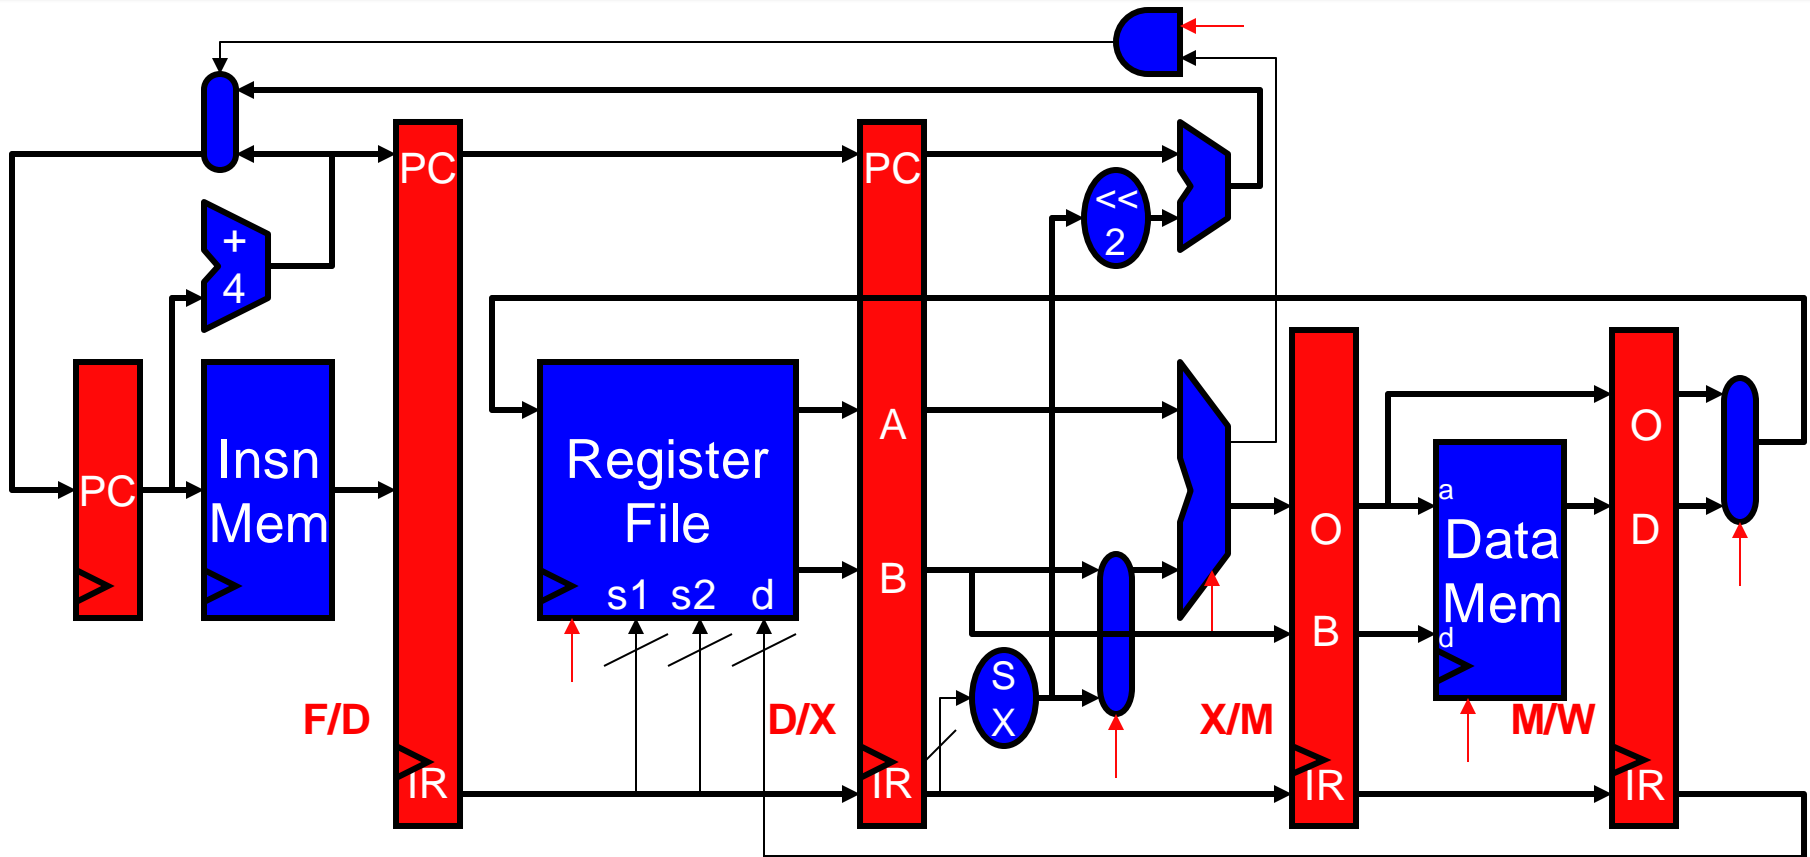 PC
PC
<<
2
+
4
PC
Insn
Mem
Register
File
s1 s2 d
A
B
O
B
a
Data
Mem
d
O
D
S
X
F/D
D/X
X/M
M/W
IR
IR
IR
IR